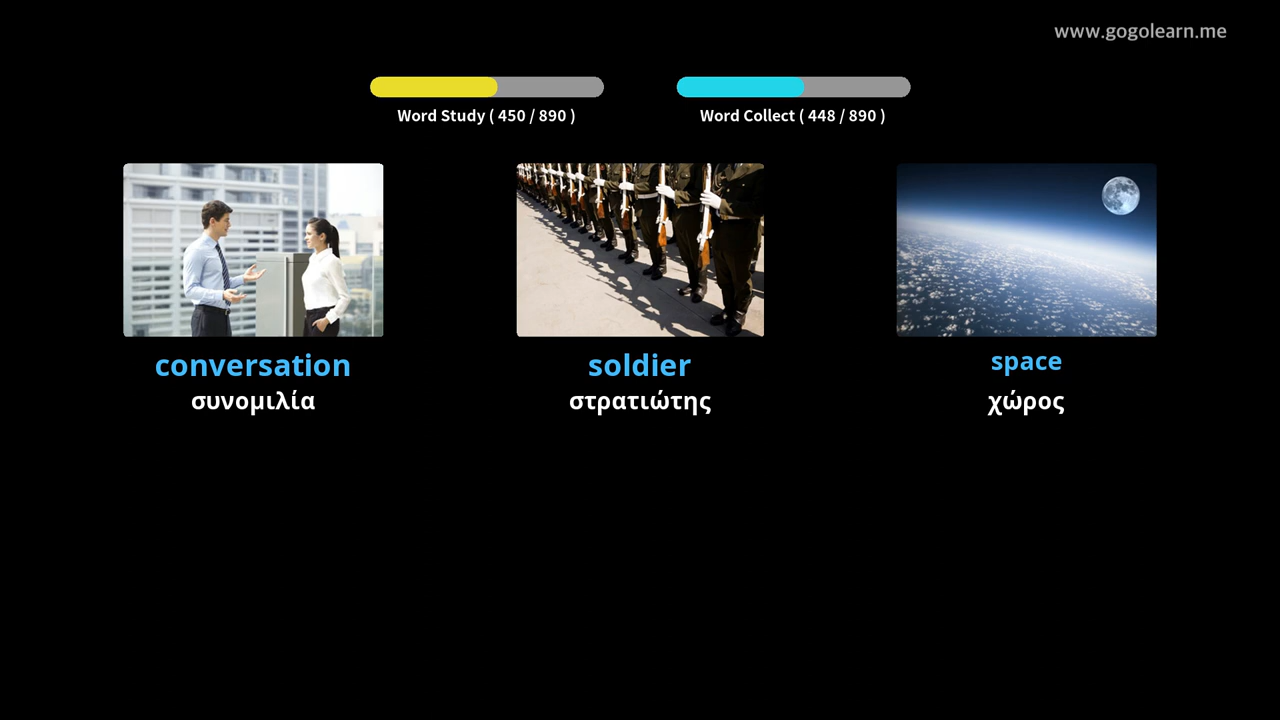 www.gogolearn.me
Word Study ( 450 / 890 )
Word Collect ( 448 / 890 )
conversation
συνομιλία
soldier
στρατιώτης
space
χώρος